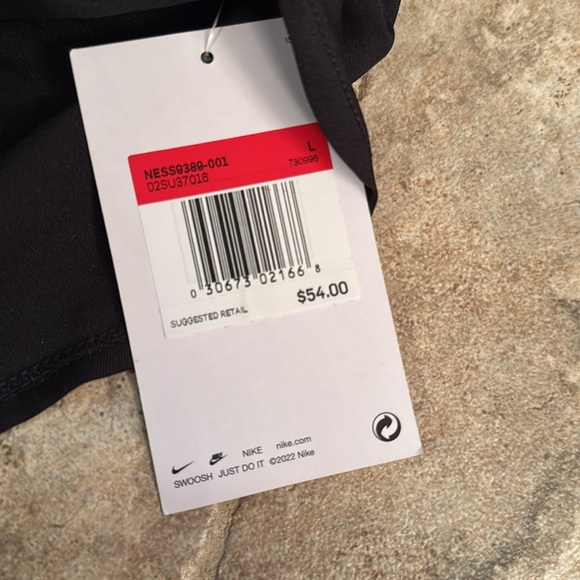 NESS9389-001 L
02SU37016 730996
0 30673 02166 8
SUGGESTED RETAIL $54.00
NIKE nike.com
SWOOSH JUST DO IT ©2022 Nike